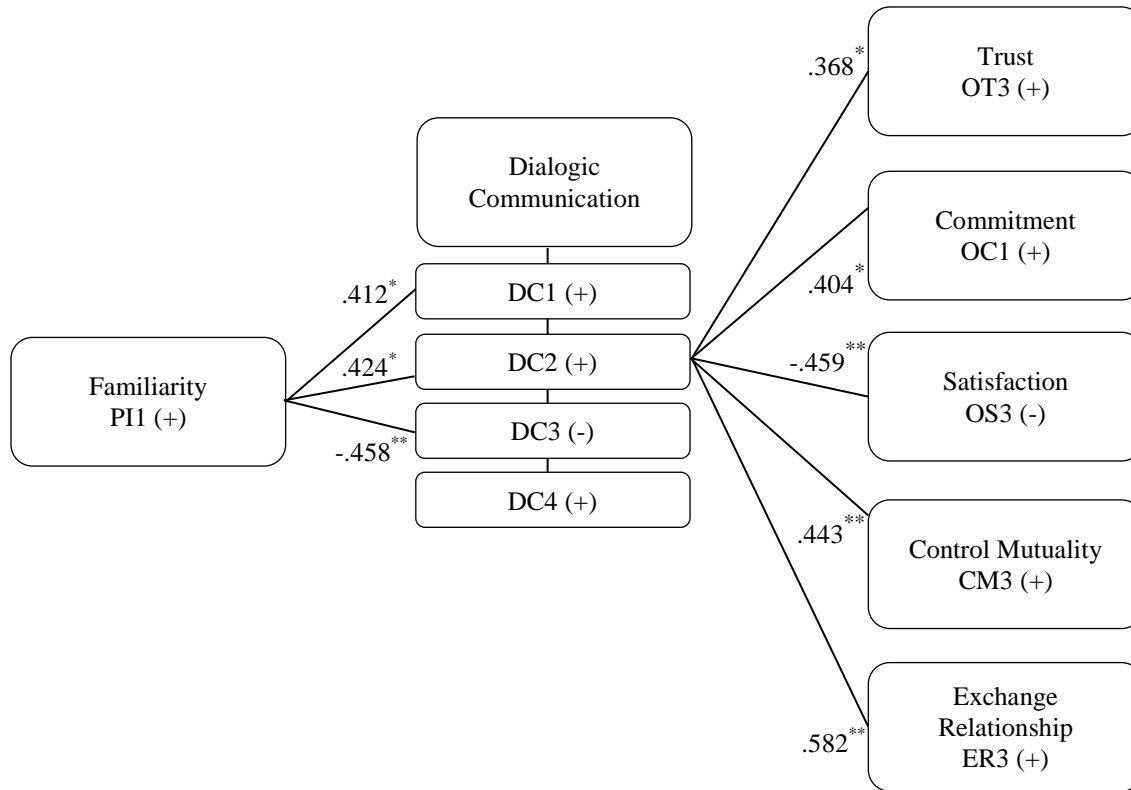 Familiarity
PI1 (+)
.412*
.424*
-.458**
Dialogic
Communication
DC1 (+)
DC2 (+)
DC3 (-)
DC4 (+)
.368*
.404*
-.459**
.443**
.582**
Trust
OT3 (+)
Commitment
OC1 (+)
Satisfaction
OS3 (-)
Control Mutuality
CM3 (+)
Exchange
Relationship
ER3 (+)